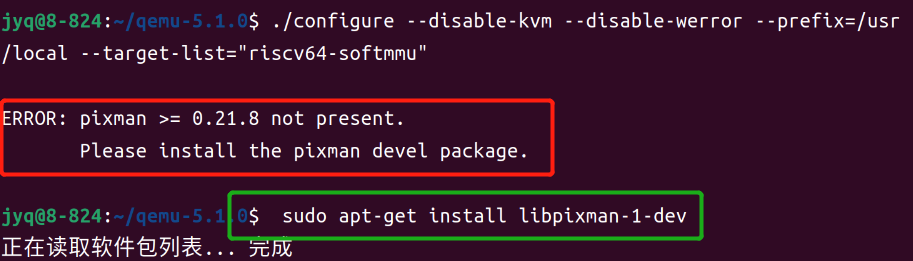 jyq@8-824:~/qemu-5.1.0$ ./configure --disable-kvm --disable-werror --prefix=/usr
/local --target-list="riscv64-softmmu"
ERROR: pixman >= 0.21.8 not present.
Please install the pixman devel package.
jyq@8-824:~/qemu-5.1.0$ sudo apt-get install libpixman-1-dev
正在读取软件包列表... 完成